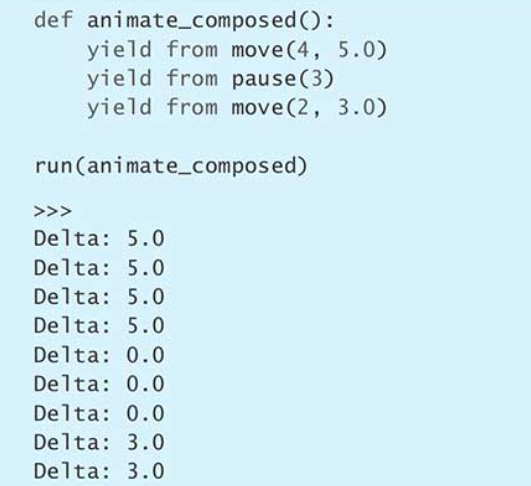 def animate_composed():
    yield from move(4, 5.0)
    yield from pause(3)
    yield from move(2, 3.0)

run(animate_composed)

>>>
Delta: 5.0
Delta: 5.0
Delta: 5.0
Delta: 5.0
Delta: 0.0
Delta: 0.0
Delta: 0.0
Delta: 3.0
Delta: 3.0